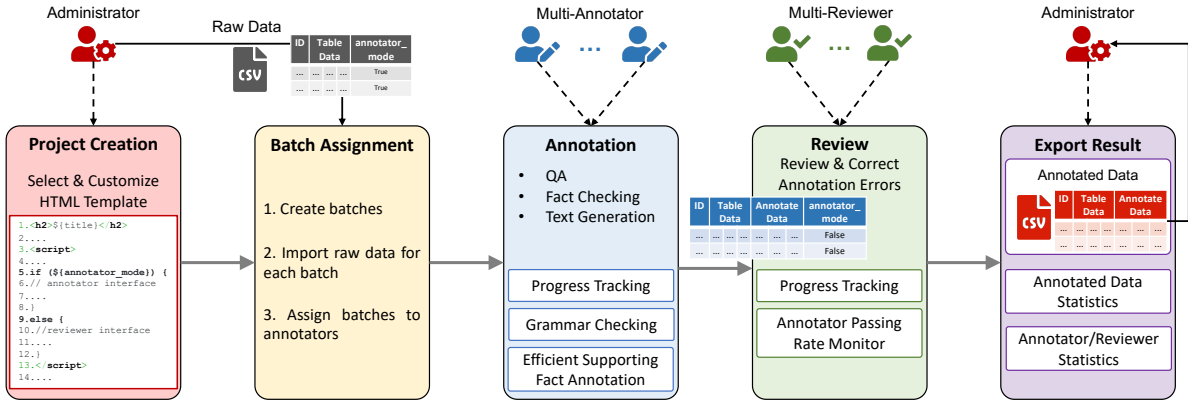 Administrator
Raw Data
CSV
ID Table Data annotator_mode
... ... ... ... True
... ... ... ... True
Multi-Annotator
...
Multi-Reviewer
...
Administrator
Project Creation
Select & Customize
HTML Template
1.<h2>${title}</h2>
2....
3.<script>
4....
5.if (${annotator_mode}) {
6.// annotator interface
7....
8.}
9.else {
10.//reviewer interface
11....
12.}
13.</script>
14....
Batch Assignment
1. Create batches
2. Import raw data for
each batch
3. Assign batches to
annotators
Annotation
• QA
• Fact Checking
• Text Generation
Progress Tracking
Grammar Checking
Efficient Supporting
Fact Annotation
ID Table Data Annotate Data annotator_mode
... ... ... ... ... ... ... False
... ... ... ... ... ... ... False
Review
Review & Correct
Annotation Errors
Progress Tracking
Annotator Passing
Rate Monitor
Export Result
Annotated Data
CSV
ID Table Data Annotate Data
... ... ... ... ... ... ...
... ... ... ... ... ... ...
Annotated Data
Statistics
Annotator/Reviewer
Statistics